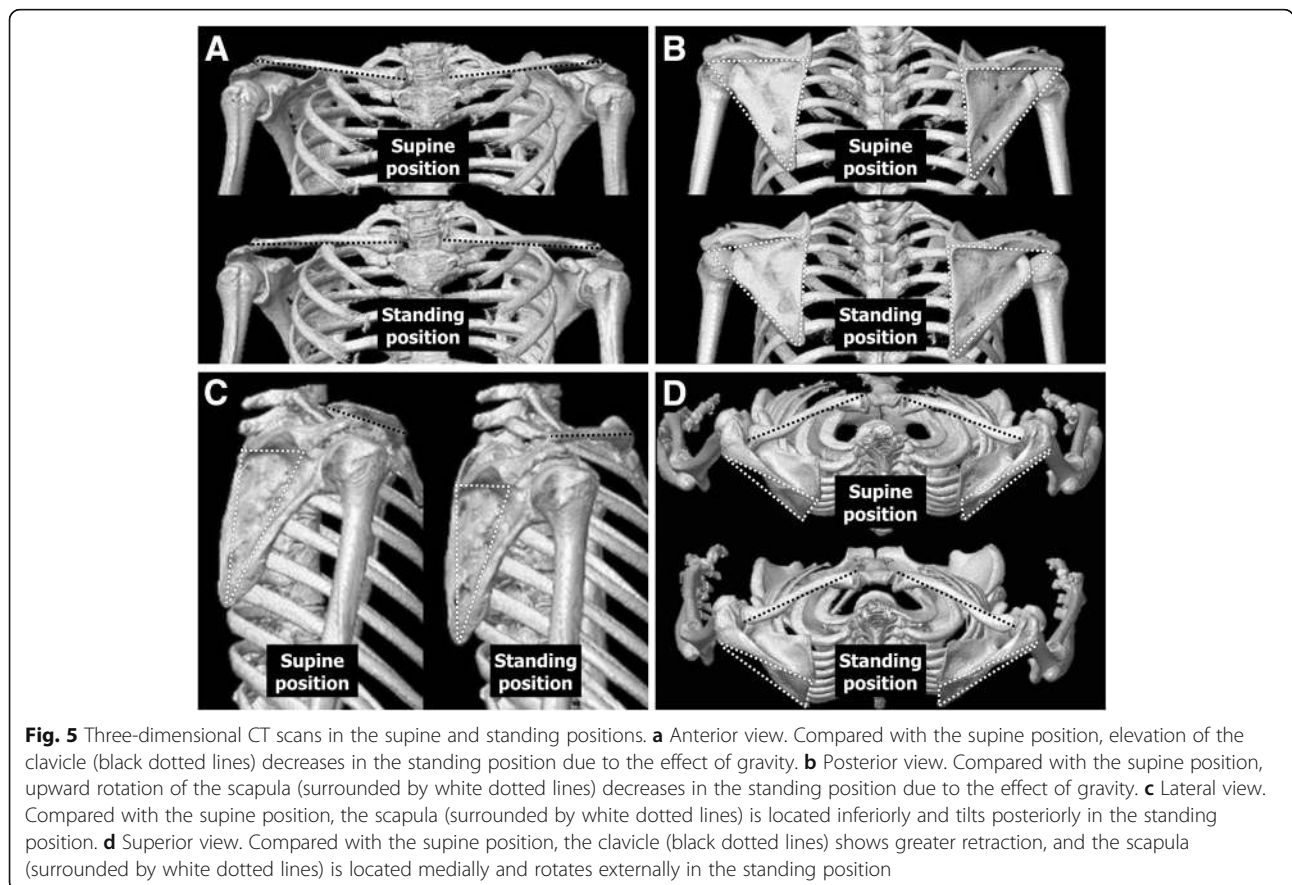 A
Supine
position
Standing
position
B
Supine
position
Standing
position
C
Supine
position
Standing
position
D
Supine
position
Standing
position
Fig. 5 Three-dimensional CT scans in the supine and standing positions. a Anterior view. Compared with the supine position, elevation of the
clavicle (black dotted lines) decreases in the standing position due to the effect of gravity. b Posterior view. Compared with the supine position,
upward rotation of the scapula (surrounded by white dotted lines) decreases in the standing position due to the effect of gravity. c Lateral view.
Compared with the supine position, the scapula (surrounded by white dotted lines) is located inferiorly and tilts posteriorly in the standing
position. d Superior view. Compared with the supine position, the clavicle (black dotted lines) shows greater retraction, and the scapula
(surrounded by white dotted lines) is located medially and rotates externally in the standing position